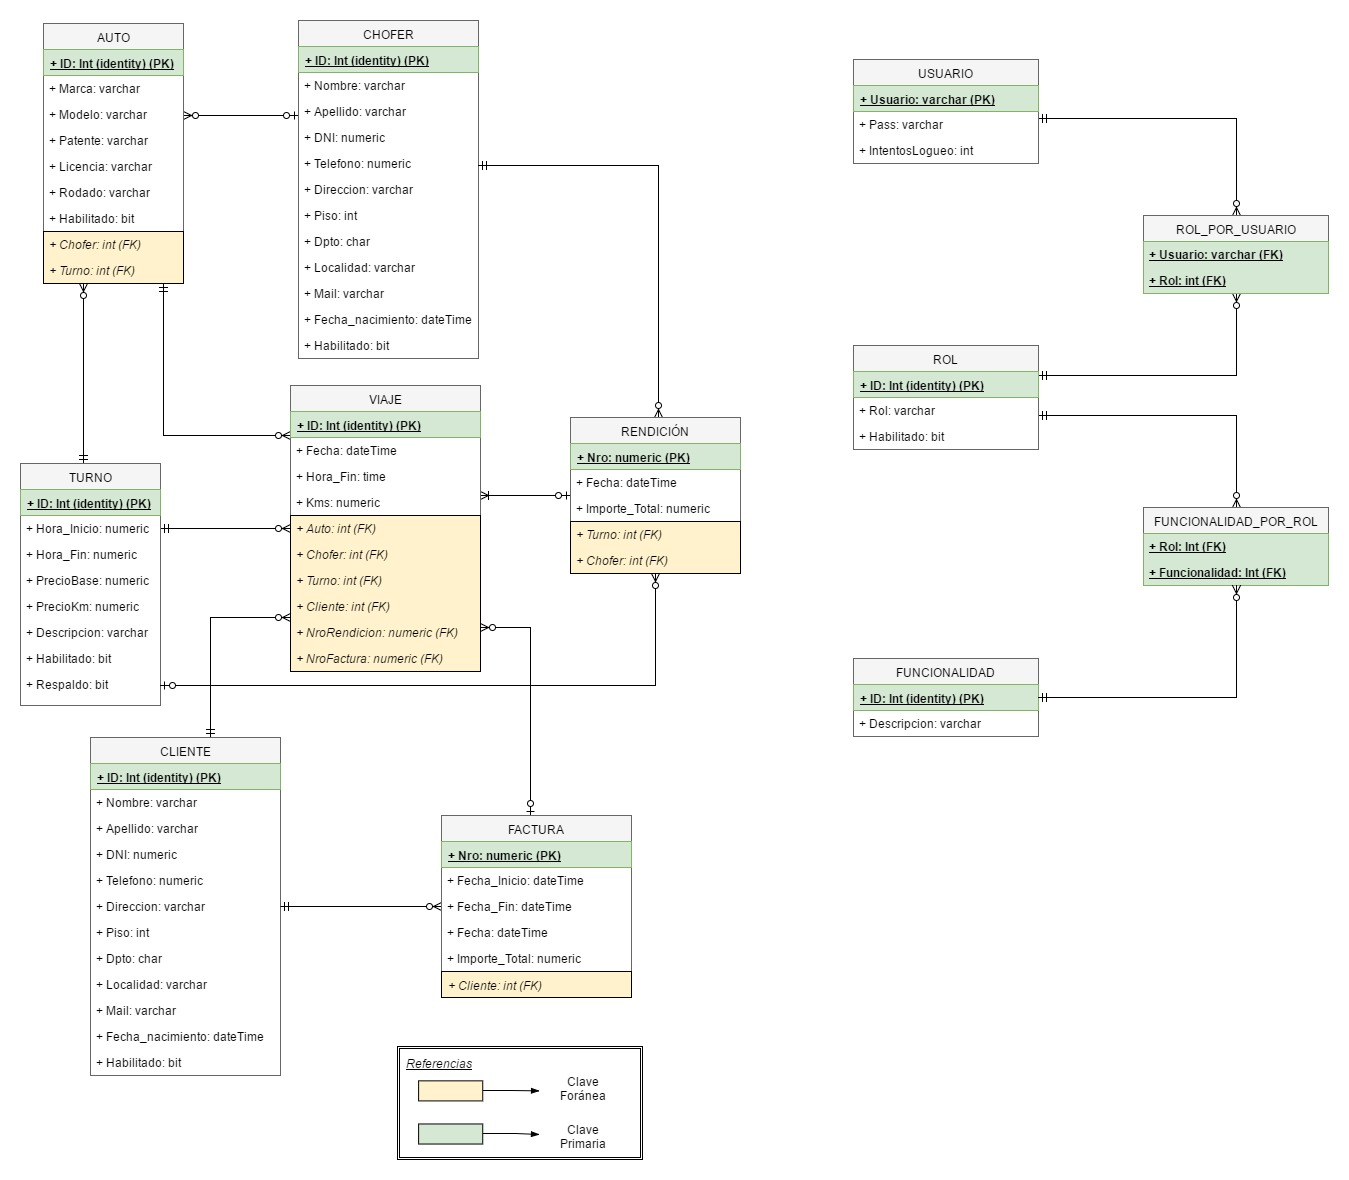 AUTO
+ ID: Int (identity) (PK)
+ Marca: varchar
+ Modelo: varchar
+ Patente: varchar
+ Licencia: varchar
+ Rodado: varchar
+ Habilitado: bit
+ Chofer: int (FK)
+ Turno: int (FK)
CHOFER
+ ID: Int (identity) (PK)
+ Nombre: varchar
+ Apellido: varchar
+ DNI: numeric
+ Telefono: numeric
+ Direccion: varchar
+ Piso: int
+ Dpto: char
+ Localidad: varchar
+ Mail: varchar
+ Fecha_nacimiento: dateTime
+ Habilitado: bit
VIAJE
+ ID: Int (identity) (PK)
+ Fecha: dateTime
+ Hora_Fin: time
+ Kms: numeric
+ Auto: int (FK)
+ Chofer: int (FK)
+ Turno: int (FK)
+ Cliente: int (FK)
+ NroRendicion: numeric (FK)
+ NroFactura: numeric (FK)
RENDICIÓN
+ Nro: numeric (PK)
+ Fecha: dateTime
+ Importe_Total: numeric
+ Turno: int (FK)
+ Chofer: int (FK)
TURNO
+ ID: Int (identity) (PK)
+ Hora_Inicio: numeric
+ Hora_Fin: numeric
+ PrecioBase: numeric
+ PrecioKm: numeric
+ Descripcion: varchar
+ Habilitado: bit
+ Respaldo: bit
CLIENTE
+ ID: Int (identity) (PK)
+ Nombre: varchar
+ Apellido: varchar
+ DNI: numeric
+ Telefono: numeric
+ Direccion: varchar
+ Piso: int
+ Dpto: char
+ Localidad: varchar
+ Mail: varchar
+ Fecha_nacimiento: dateTime
+ Habilitado: bit
FACTURA
+ Nro: numeric (PK)
+ Fecha_Inicio: dateTime
+ Fecha_Fin: dateTime
+ Fecha: dateTime
+ Importe_Total: numeric
+ Cliente: int (FK)
Referencias
Clave
Foránea
Clave
Primaria
USUARIO
+ Usuario: varchar (PK)
+ Pass: varchar
+ IntentosLogueo: int
ROL_POR_USUARIO
+ Usuario: varchar (FK)
+ Rol: int (FK)
ROL
+ ID: Int (identity) (PK)
+ Rol: varchar
+ Habilitado: bit
FUNCIONALIDAD_POR_ROL
+ Rol: Int (FK)
+ Funcionalidad: Int (FK)
FUNCIONALIDAD
+ ID: Int (identity) (PK)
+ Descripcion: varchar